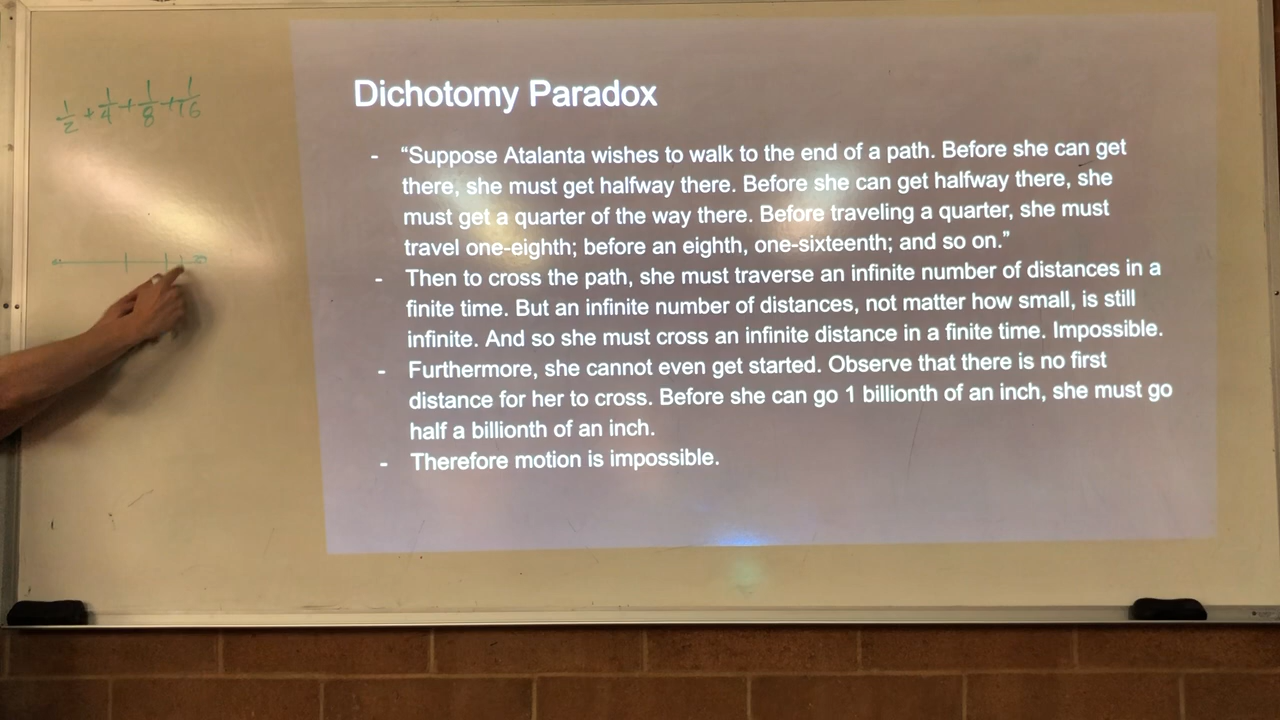 1/2 + 1/4 + 1/8 + 1/16
Dichotomy Paradox
- “Suppose Atalanta wishes to walk to the end of a path. Before she can get
there, she must get halfway there. Before she can get halfway there, she
must get a quarter of the way there. Before traveling a quarter, she must
travel one-eighth; before an eighth, one-sixteenth; and so on.”
- Then to cross the path, she must traverse an infinite number of distances in a
finite time. But an infinite number of distances, not matter how small, is still
infinite. And so she must cross an infinite distance in a finite time. Impossible.
- Furthermore, she cannot even get started. Observe that there is no first
distance for her to cross. Before she can go 1 billionth of an inch, she must go
half a billionth of an inch.
- Therefore motion is impossible.